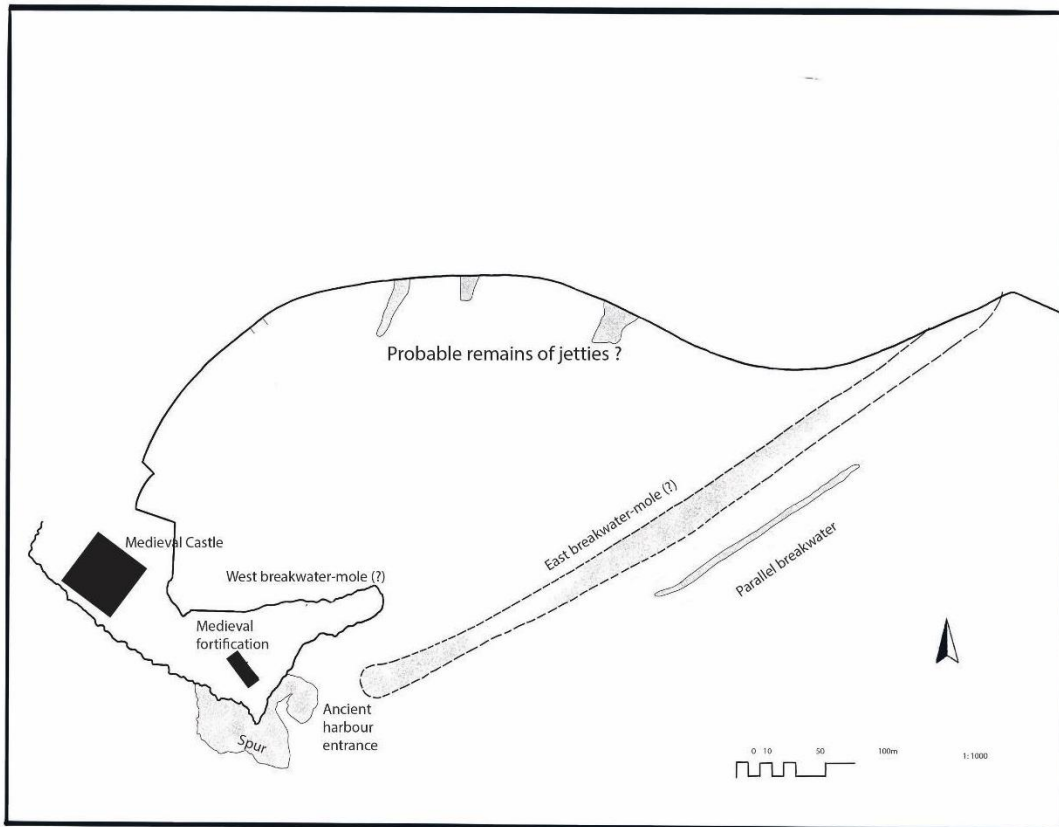 Probable remains of jetties ?
East breakwater-mole (?)
Parallel breakwater
Medieval Castle
West breakwater-mole (?)
Medieval
fortification
Ancient
harbour
entrance
Spur
0 10 50 100m
1: 1000